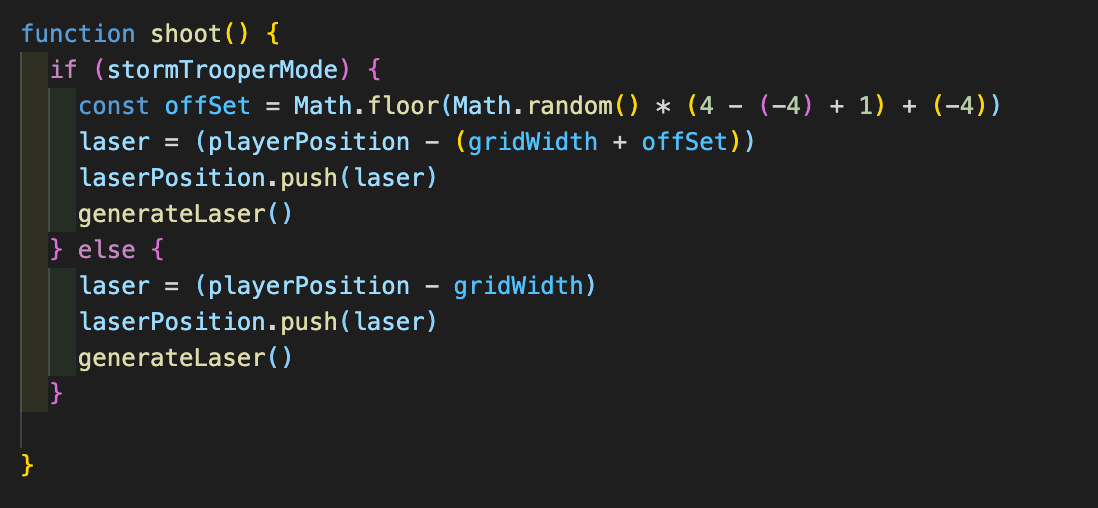 function shoot() {
  if (stormTrooperMode) {
    const offSet = Math.floor(Math.random() * (4 - (-4) + 1) + (-4))
    laser = (playerPosition - (gridWidth + offSet))
    laserPosition.push(laser)
    generateLaser()
  } else {
    laser = (playerPosition - gridWidth)
    laserPosition.push(laser)
    generateLaser()
  }

}